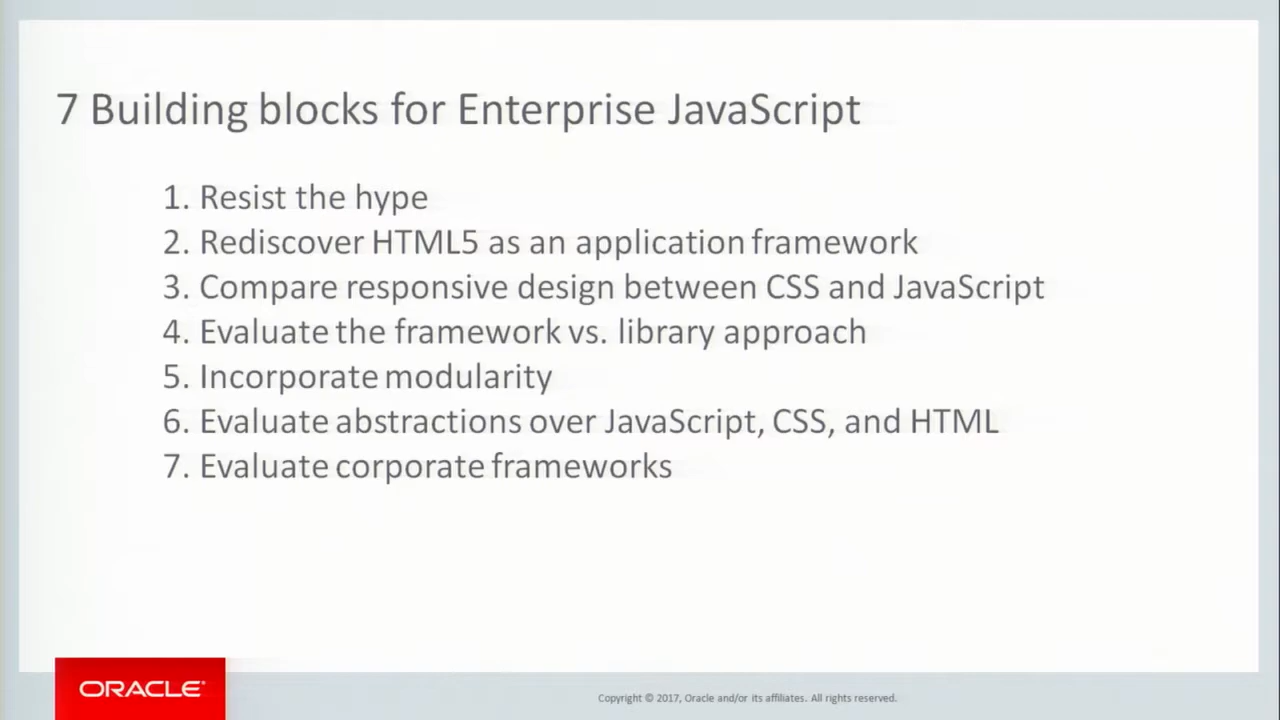 7 Building blocks for Enterprise JavaScript
1. Resist the hype
2. Rediscover HTML5 as an application framework
3. Compare responsive design between CSS and JavaScript
4. Evaluate the framework vs. library approach
5. Incorporate modularity
6. Evaluate abstractions over JavaScript, CSS, and HTML
7. Evaluate corporate frameworks
ORACLE®
Copyright © 2017, Oracle and/or its affiliates. All rights reserved.